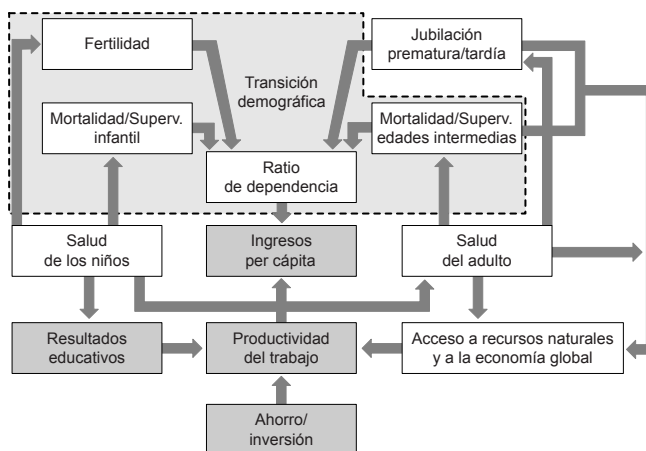 Fertilidad
Jubilación
prematura/tardía
Transición
demográfica
Mortalidad/Superv.
infantil
Mortalidad/Superv.
edades intermedias
Ratio
de dependencia
Salud
de los niños
Ingresos
per cápita
Salud
del adulto
Resultados
educativos
Productividad
del trabajo
Acceso a recursos naturales
y a la economía global
Ahorro/
inversión